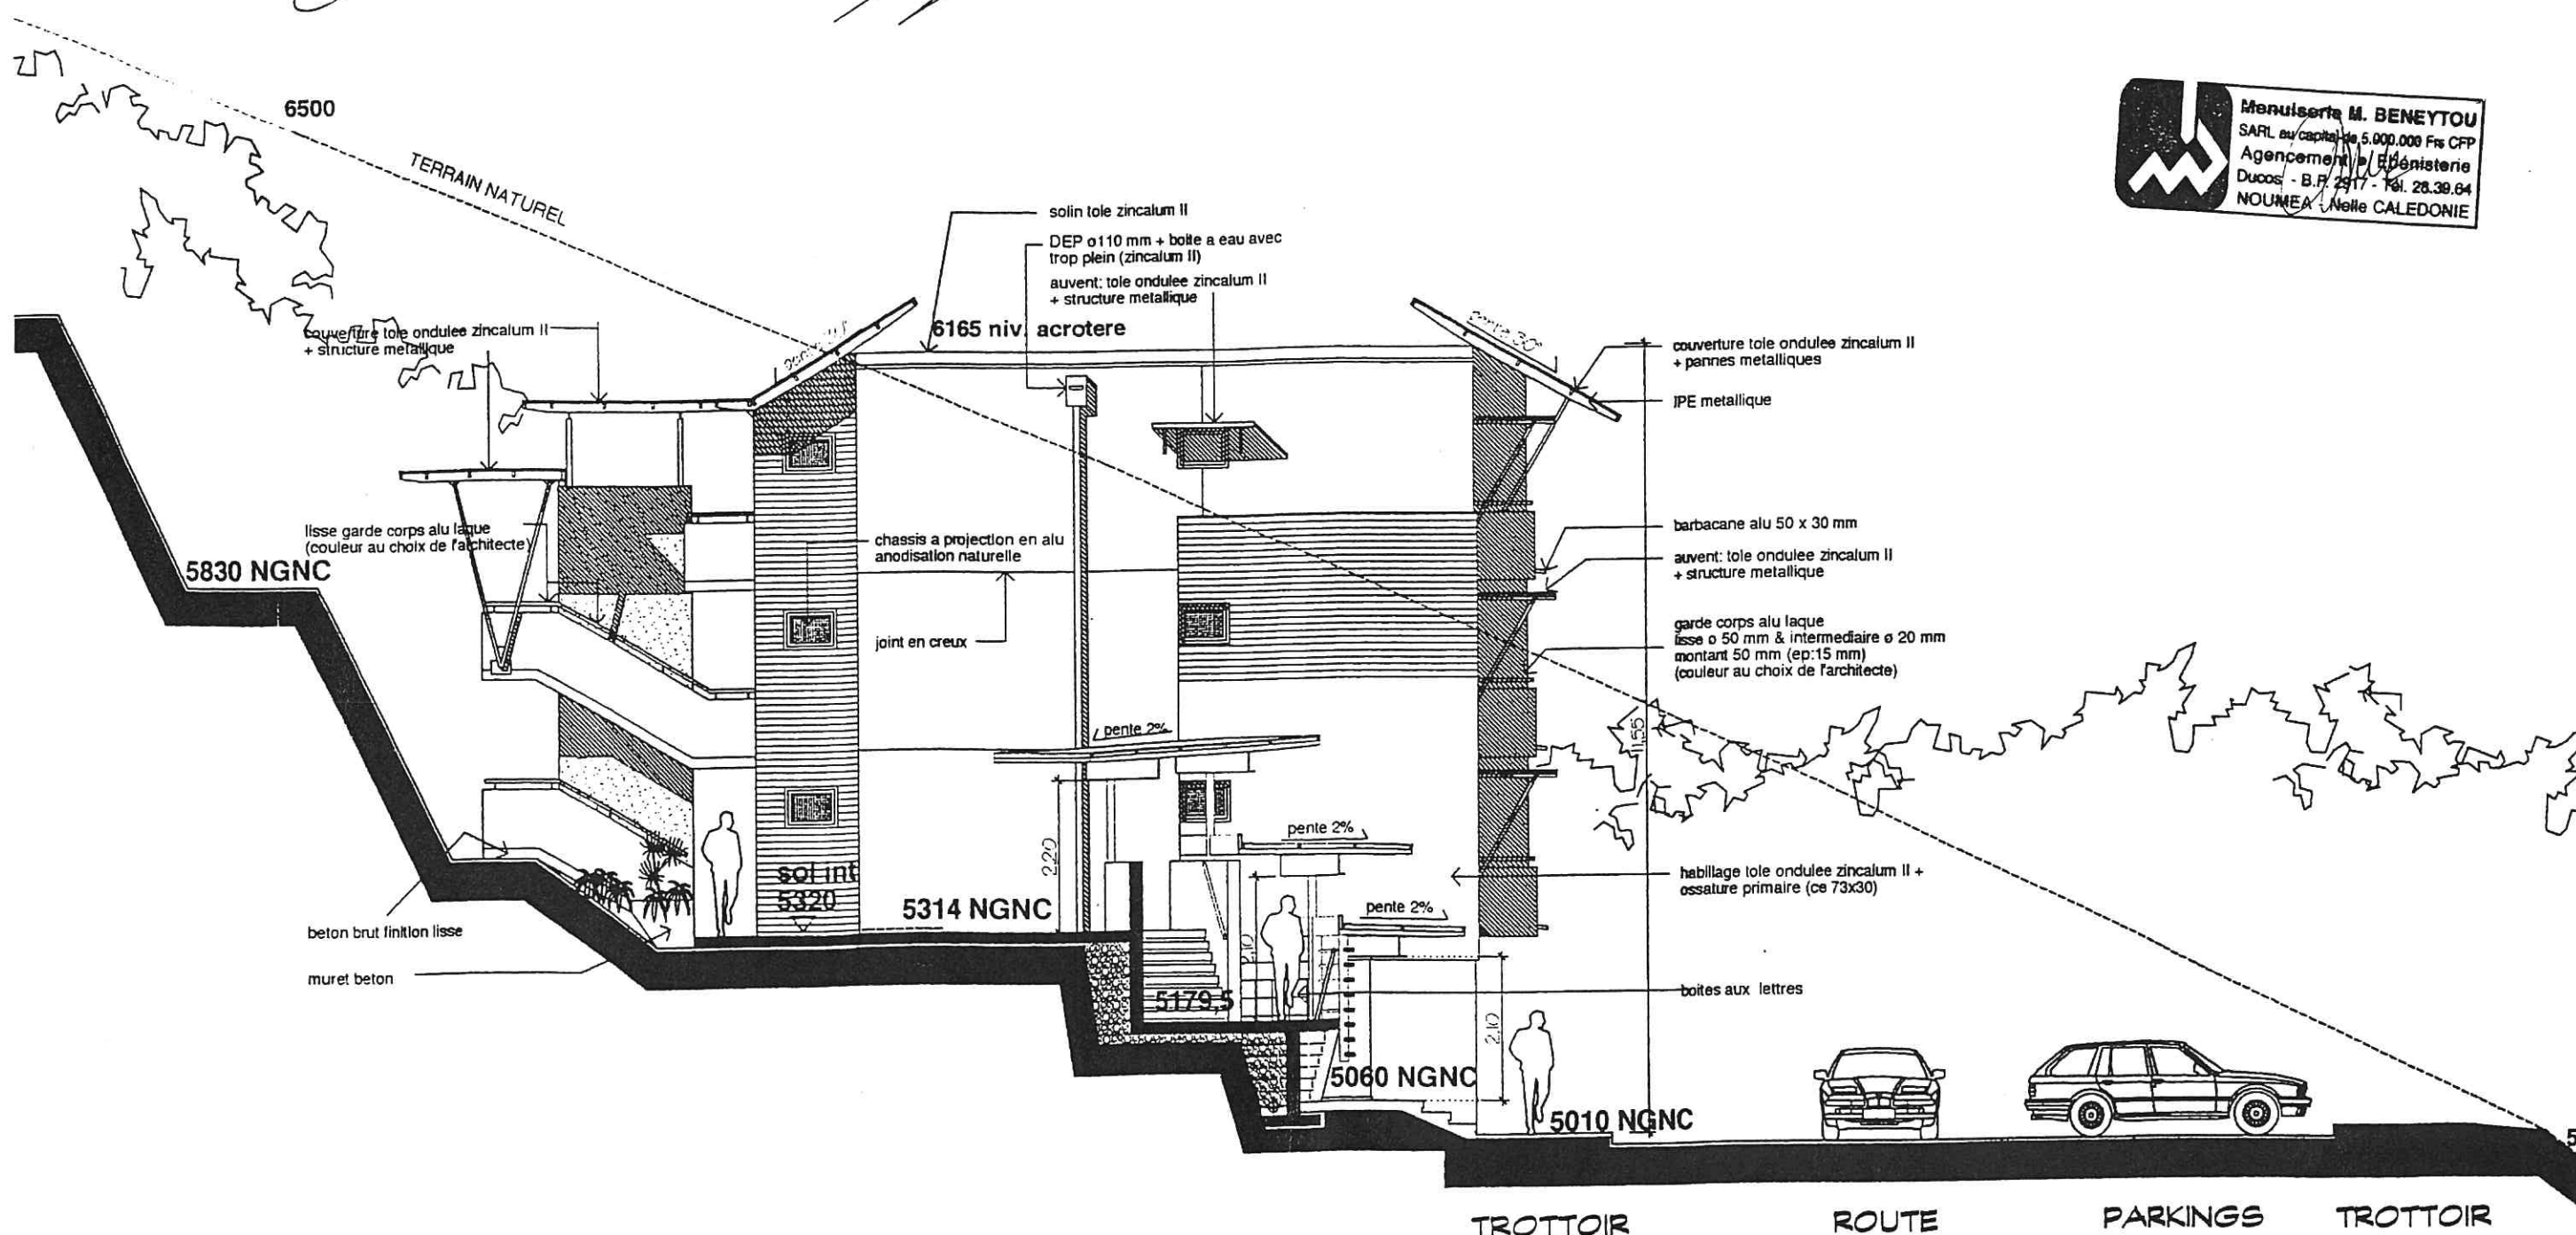 6500
TERRAIN NATUREL
Menuiserie M. BENEYTOU
SARL au capital de 5.000.000 Frs CFP
Agencement Ebénisterie
Ducos - B.P. 2917 - Tél. 28.39.64
NOUMEA - Nelle CALEDONIE
solin tole zincalum II
DEP ø110 mm + boite a eau avec
trop plein (zincalum II)
auvent: tole ondulee zincalum II
+ structure metallique
couverture tole ondulee zincalum II
+ structure metallique
6165 niv. acrotere
pente 30°
couverture tole ondulee zincalum II
+ pannes metalliques
IPE metallique
lisse garde corps alu laque
(couleur au choix de l'architecte)
5830 NGNC
chassis a projection en alu
anodisation naturelle
joint en creux
barbacane alu 50 x 30 mm
auvent: tole ondulee zincalum II
+ structure metallique
garde corps alu laque
lisse ø 50 mm & intermediaire ø 20 mm
montant 50 mm (ep:15 mm)
(couleur au choix de l'architecte)
11,55
pente 2%
pente 2%
2,20
sol int
5320
5314 NGNC
pente 2%
habillage tole ondulee zincalum II +
ossature primaire (ce 73x30)
beton brut finition lisse
muret beton
5179,5
boites aux lettres
2,10
5060 NGNC
5010 NGNC
TROTTOIR
ROUTE
PARKINGS
TROTTOIR